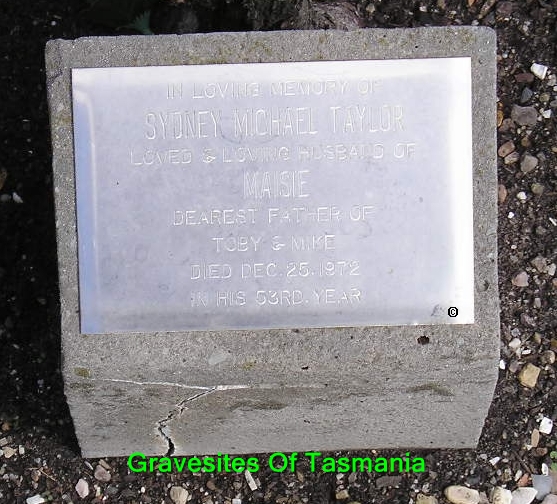 IN LOVING MEMORY OF
SYDNEY MICHAEL TAYLOR
LOVED & LOVING HUSBAND OF
MAISIE
DEAREST FATHER OF
TOBY & MIKE
DIED DEC. 25. 1972
IN HIS 53RD. YEAR
©
Gravesites Of Tasmania